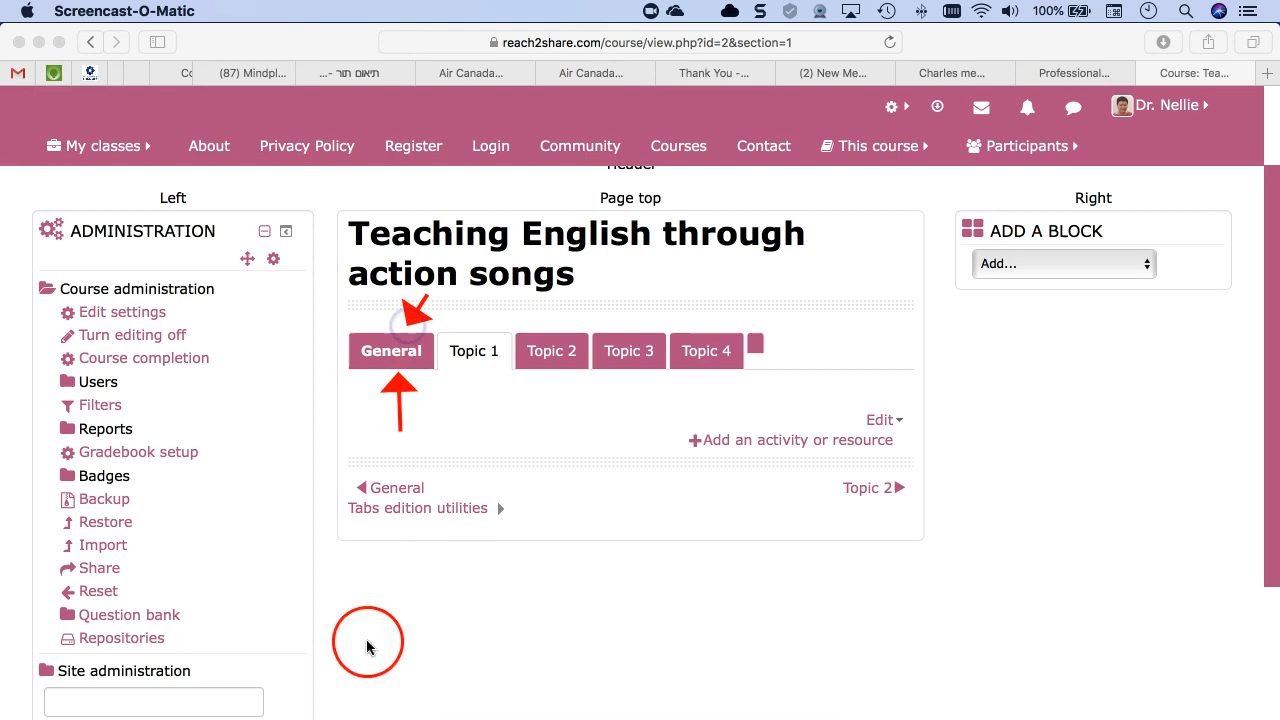 Screencast-O-Matic
100%
reach2share.com/course/view.php?id=2&section=1
Cc
(87) Mindpl...
תיאום תור -...
Air Canada...
Air Canada...
Thank You -...
(2) New Me...
Charles me...
Professional...
Course: Tea...
Dr. Nellie
My classes
About
Privacy Policy
Register
Login
Community
Courses
Contact
This course
Participants
Header
Left
Page top
Right
ADMINISTRATION
Course administration
Edit settings
Turn editing off
Course completion
Users
Filters
Reports
Gradebook setup
Badges
Backup
Restore
Import
Share
Reset
Question bank
Repositories
Site administration
Teaching English through
action songs
General
Topic 1
Topic 2
Topic 3
Topic 4
Edit
Add an activity or resource
General
Topic 2
Tabs edition utilities
ADD A BLOCK
Add...